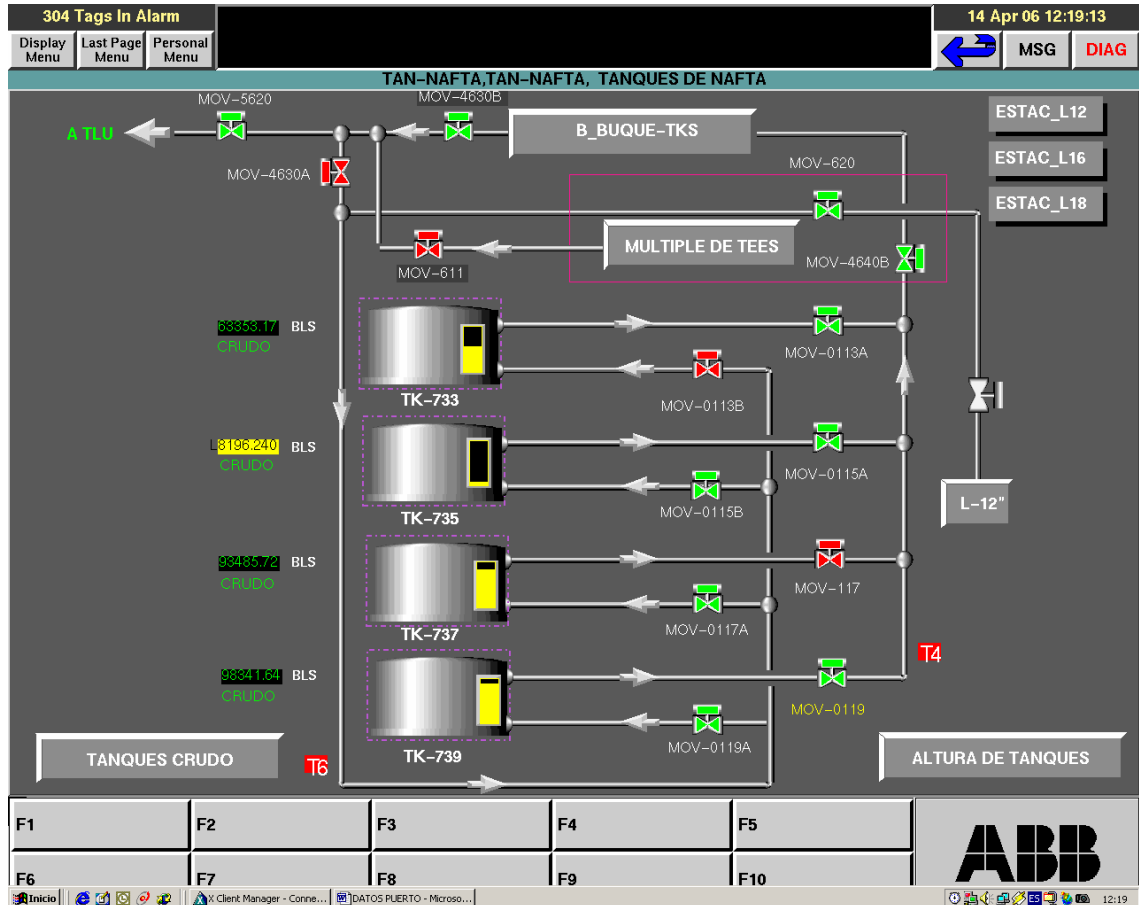 304 Tags In Alarm
14 Apr 06 12:19:13
Display Menu
Last Page Menu
Personal Menu
MSG
DIAG
TAN-NAFTA,TAN-NAFTA, TANQUES DE NAFTA
MOV-5620
MOV-4630B
A TLU
B_BUQUE-TKS
ESTAC_L12
MOV-4630A
MOV-620
ESTAC_L16
ESTAC_L18
MULTIPLE DE TEES
MOV-4640B
MOV-611
63353.17 BLS
CRUDO
MOV-0113A
TK-733
MOV-0113B
L8196.240 BLS
CRUDO
MOV-0115A
TK-735
MOV-0115B
L-12"
93485.72 BLS
CRUDO
MOV-117
TK-737
MOV-0117A
T4
98341.64 BLS
CRUDO
MOV-0119
TK-739
MOV-0119A
TANQUES CRUDO
T6
ALTURA DE TANQUES
F1 F2 F3 F4 F5
ABB
F6 F7 F8 F9 F10
Inicio
X Client Manager - Conne...
DATOS PUERTO - Microso...
ES
12:19